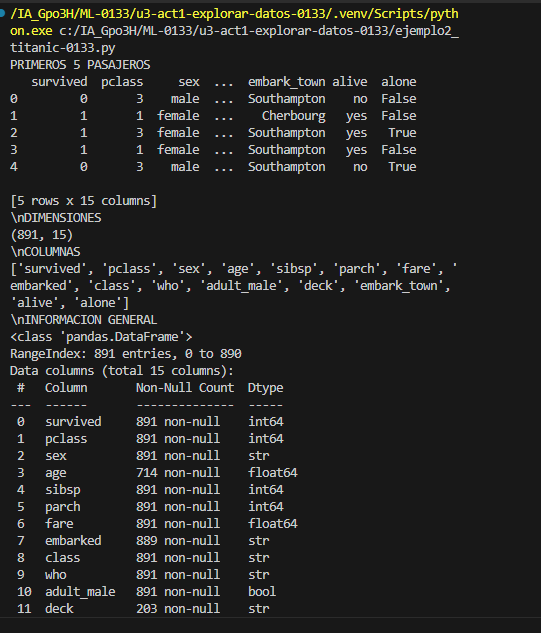 /IA_Gpo3H/ML-0133/u3-act1-explorar-datos-0133/.venv/Scripts/pyth
on.exe c:/IA_Gpo3H/ML-0133/u3-act1-explorar-datos-0133/ejemplo2_
titanic-0133.py
PRIMEROS 5 PASAJEROS
   survived  pclass     sex  ...  embark_town  alive  alone
0         0       3    male  ...  Southampton     no  False
1         1       1  female  ...    Cherbourg    yes  False
2         1       3  female  ...  Southampton    yes   True
3         1       1  female  ...  Southampton    yes  False
4         0       3    male  ...  Southampton     no   True
[5 rows x 15 columns]
\nDIMENSIONES
(891, 15)
\nCOLUMNAS
['survived', 'pclass', 'sex', 'age', 'sibsp', 'parch', 'fare', '
embarked', 'class', 'who', 'adult_male', 'deck', 'embark_town',
'alive', 'alone']
\nINFORMACION GENERAL
<class 'pandas.DataFrame'>
RangeIndex: 891 entries, 0 to 890
Data columns (total 15 columns):
 #   Column       Non-Null Count  Dtype
---  ------       --------------  -----
 0   survived     891 non-null    int64
 1   pclass       891 non-null    int64
 2   sex          891 non-null    str
 3   age          714 non-null    float64
 4   sibsp        891 non-null    int64
 5   parch        891 non-null    int64
 6   fare         891 non-null    float64
 7   embarked     889 non-null    str
 8   class        891 non-null    str
 9   who          891 non-null    str
 10  adult_male   891 non-null    bool
 11  deck         203 non-null    str